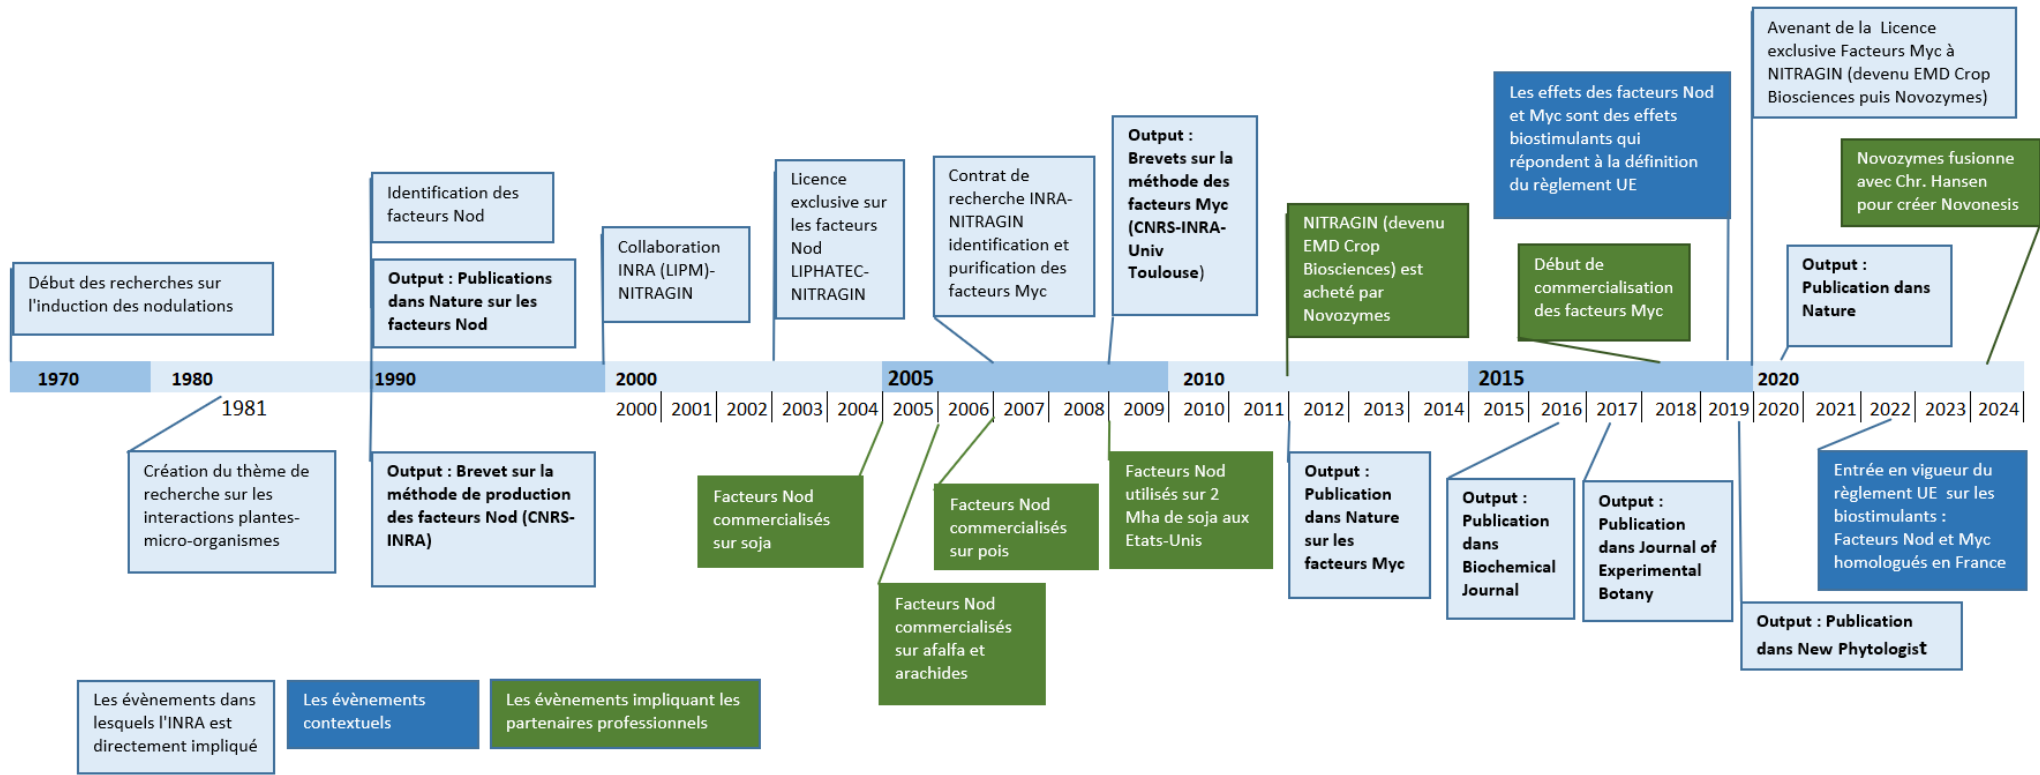 Début des recherches sur
l'induction des nodulations
Identification des
facteurs Nod
Output : Publications
dans Nature sur les
facteurs Nod
Collaboration
INRA (LIPM)-
NITRAGIN
Licence
exclusive sur
les facteurs
Nod
LIPHATEC-
NITRAGIN
Contrat de
recherche INRA-
NITRAGIN
identification et
purification des
facteurs Myc
Output :
Brevets sur la
méthode des
facteurs Myc
(CNRS-INRA-
Univ
Toulouse)
NITRAGIN (devenu
EMD Crop
Biosciences) est
acheté par
Novozymes
Les effets des facteurs Nod
et Myc sont des effets
biostimulants qui
répondent à la définition
du règlement UE
Début de
commercialisation
des facteurs Myc
Avenant de la Licence
exclusive Facteurs Myc à
NITRAGIN (devenu EMD Crop
Biosciences puis Novozymes)
Novozymes fusionne
avec Chr. Hansen
pour créer Novonesis
Output :
Publication dans
Nature
1970 1980 1990 2000 2005 2010 2015 2020
1981 2000 2001 2002 2003 2004 2005 2006 2007 2008 2009 2010 2011 2012 2013 2014 2015 2016 2017 2018 2019 2020 2021 2022 2023 2024
Création du thème de
recherche sur les
interactions plantes-
micro-organismes
Output : Brevet sur la
méthode de production
des facteurs Nod (CNRS-
INRA)
Facteurs Nod
commercialisés
sur soja
Facteurs Nod
commercialisés
sur afalfa et
arachides
Facteurs Nod
commercialisés
sur pois
Facteurs Nod
utilisés sur 2
Mha de soja aux
Etats-Unis
Output :
Publication
dans Nature
sur les
facteurs Myc
Output :
Publication
dans
Biochemical
Journal
Output :
Publication
dans Journal of
Experimental
Botany
Output : Publication
dans New Phytologist
Entrée en vigueur du
règlement UE sur les
biostimulants :
Facteurs Nod et Myc
homologués en France
Les évènements dans
lesquels l'INRA est
directement impliqué
Les évènements
contextuels
Les évènements impliquant les
partenaires professionnels